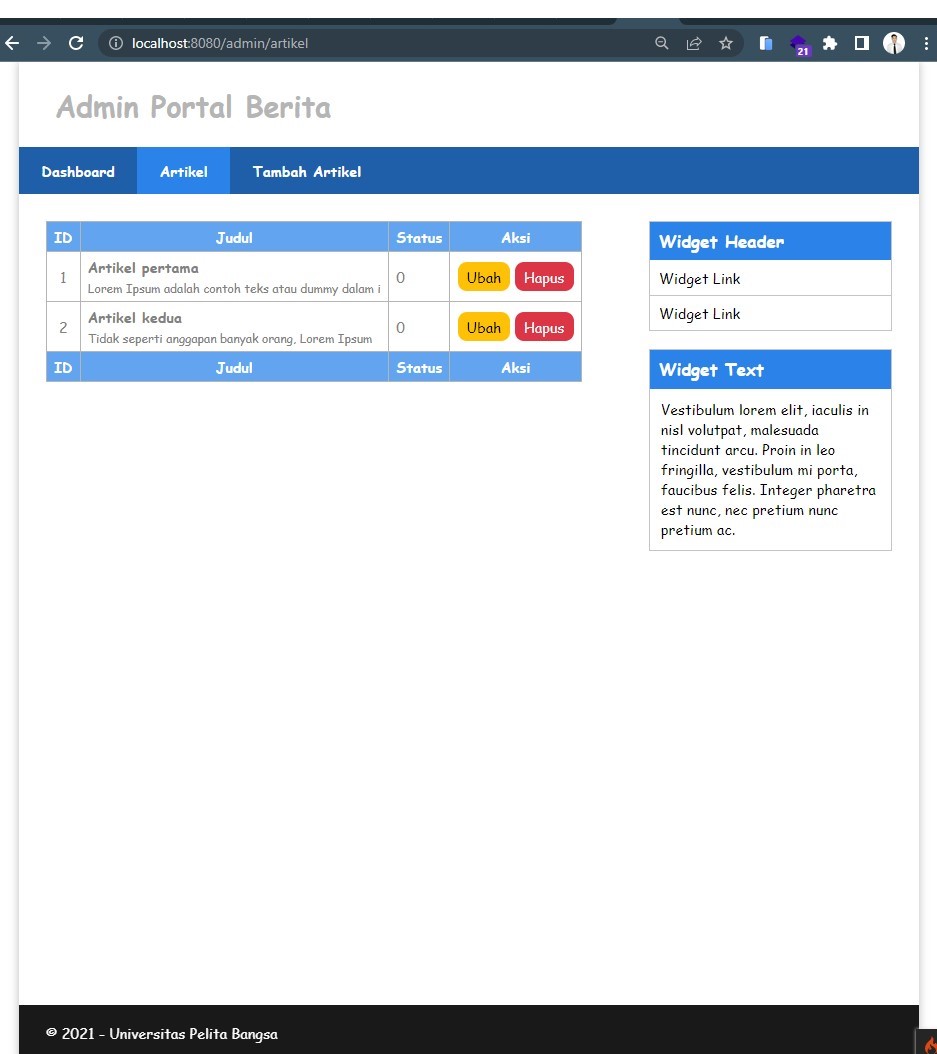 localhost:8080/admin/artikel
21
Admin Portal Berita
Dashboard Artikel Tambah Artikel
ID Judul Status Aksi
1 Artikel pertama 0 Ubah Hapus
Lorem Ipsum adalah contoh teks atau dummy dalam i
2 Artikel kedua 0 Ubah Hapus
Tidak seperti anggapan banyak orang, Lorem Ipsum
ID Judul Status Aksi
Widget Header
Widget Link
Widget Link
Widget Text
Vestibulum lorem elit, iaculis in
nisl volutpat, malesuada
tincidunt arcu. Proin in leo
fringilla, vestibulum mi porta,
faucibus felis. Integer pharetra
est nunc, nec pretium nunc
pretium ac.
© 2021 - Universitas Pelita Bangsa